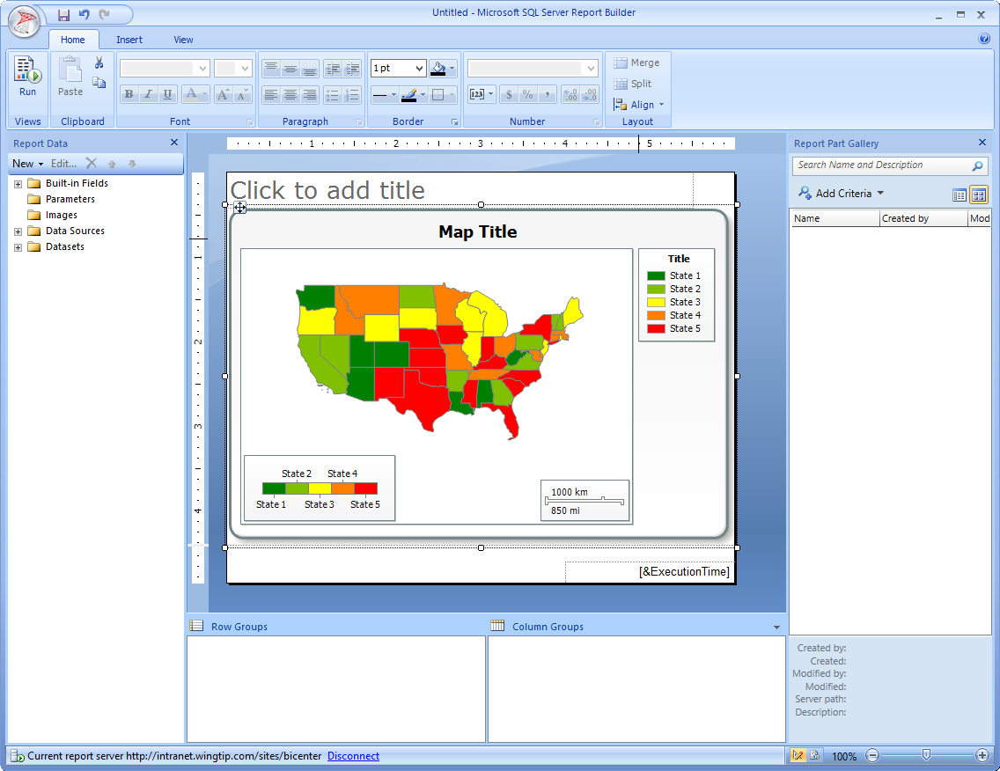 Untitled - Microsoft SQL Server Report Builder
Home Insert View
Run
Paste
B I U A A A
1 pt
123 $ % ,
Merge
Split
Align
Views Clipboard Font Paragraph Border Number Layout
Report Data
New Edit...
Built-in Fields
Parameters
Images
Data Sources
Datasets
1 2 3 4 5
1
2
3
4
Click to add title
Map Title
Title
State 1
State 2
State 3
State 4
State 5
State 2 State 4
State 1 State 3 State 5
1000 km
850 mi
[&ExecutionTime]
Row Groups
Column Groups
Report Part Gallery
Search Name and Description
Add Criteria
Name Created by Mod
Created by:
Created:
Modified by:
Modified:
Server path:
Description:
Current report server http://intranet.wingtip.com/sites/bicenter Disconnect
100%